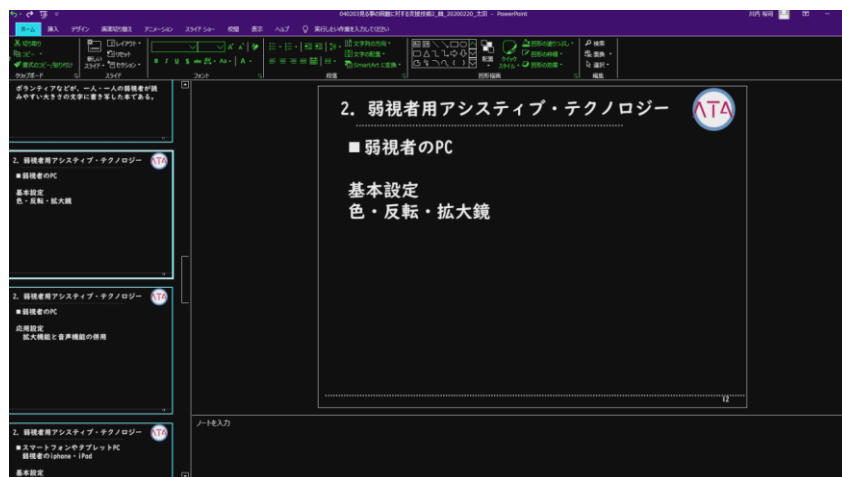 040203見る事の困難に対する支援技術2_鶴_20200220_太田 - PowerPoint
ホーム 挿入 デザイン 画面切り替え アニメーション スライド ショー 校閲 表示 ヘルプ 実行したい作業を入力してください
切り取り
コピー
書式のコピー/貼り付け
クリップボード
新しい
スライド
レイアウト
リセット
セクション
スライド
フォント
文字列の方向
文字の配置
SmartArt に変換
段落
配置
クイック
スタイル
図形の塗りつぶし
図形の枠線
図形の効果
図形描画
検索
置換
選択
編集
ボランティアなどが、一人・一人の弱視者が読
みやすい大きさの文字に書き写した本である。
2. 弱視者用アシスティブ・テクノロジー ATA
■弱視者のPC
基本設定
色・反転・拡大鏡
2. 弱視者用アシスティブ・テクノロジー ATA
■弱視者のPC
応用設定
拡大機能と音声機能の併用
2. 弱視者用アシスティブ・テクノロジー ATA
■スマートフォンやタブレットPC
弱視者のiphone・iPad
基本設定
2. 弱視者用アシスティブ・テクノロジー ATA
■弱視者のPC
基本設定
色・反転・拡大鏡
12
ノートを入力